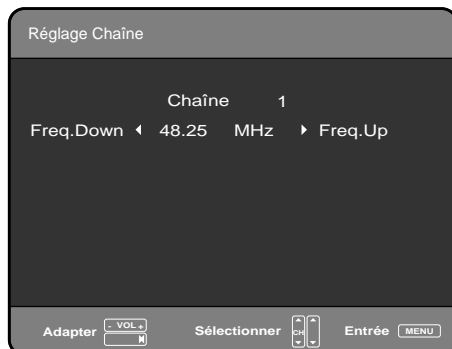 Réglage Chaîne
Chaîne 1
Freq.Down 48.25 MHz Freq.Up
Adapter - VOL + Sélectionner CH Entrée MENU